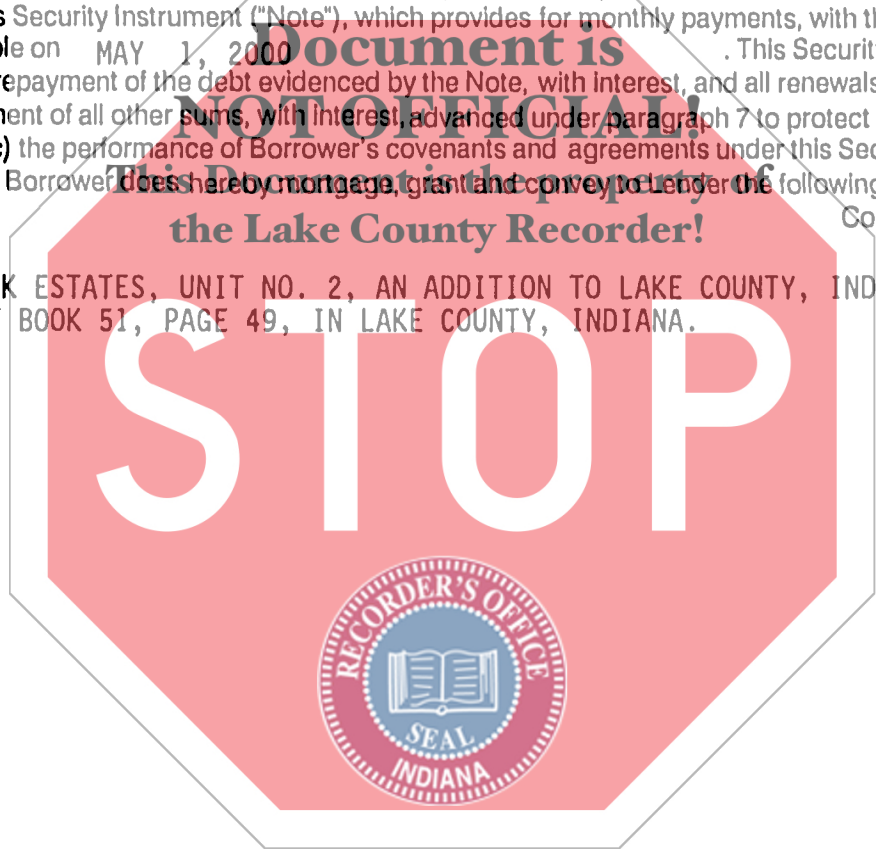 s Security Instrument ("Note"), which provides for monthly payments, with th
le on MAY 1, 2000 . This Securit
epayment of the debt evidenced by the Note, with interest, and all renewals
ent of all other sums, with interest, advanced under paragraph 7 to protect
c) the performance of Borrower's covenants and agreements under this Sec
Borrower does hereby mortgage, grant and convey to Lender the following
Co
K ESTATES, UNIT NO. 2, AN ADDITION TO LAKE COUNTY, IND
BOOK 51, PAGE 49, IN LAKE COUNTY, INDIANA.
Document is
NOT OFFICIAL!
This Document is the property of
the Lake County Recorder!
STOP
RECORDER'S OFFICE
SEAL
INDIANA